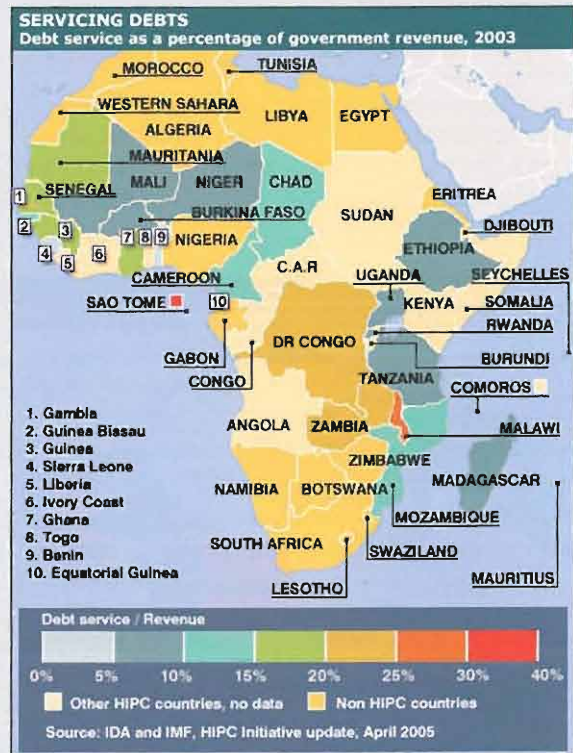 SERVICING DEBTS
Debt service as a percentage of government revenue, 2003
MOROCCO
TUNISIA
WESTERN SAHARA
ALGERIA
LIBYA
EGYPT
MAURITANIA
MALI
NIGER
CHAD
SUDAN
ERITREA
1
SENEGAL
2
3
BURKINA FASO
DJIBOUTI
4
5
6
7
8
9
NIGERIA
ETHIOPIA
CAMEROON
C.A.R
UGANDA
SEYCHELLES
10
SAO TOME
KENYA
SOMALIA
RWANDA
GABON
DR CONGO
BURUNDI
CONGO
TANZANIA
COMOROS
ANGOLA
ZAMBIA
MALAWI
ZIMBABWE
NAMIBIA
BOTSWANA
MADAGASCAR
MOZAMBIQUE
SOUTH AFRICA
SWAZILAND
LESOTHO
MAURITIUS
1. Gambia
2. Guinea Bissau
3. Guinea
4. Sierra Leone
5. Liberia
6. Ivory Coast
7. Ghana
8. Togo
9. Benin
10. Equatorial Guinea
Debt service / Revenue
0% 5% 10% 15% 20% 25% 30% 40%
Other HIPC countries, no data
Non HIPC countries
Source: IDA and IMF, HIPC Initiative update, April 2005